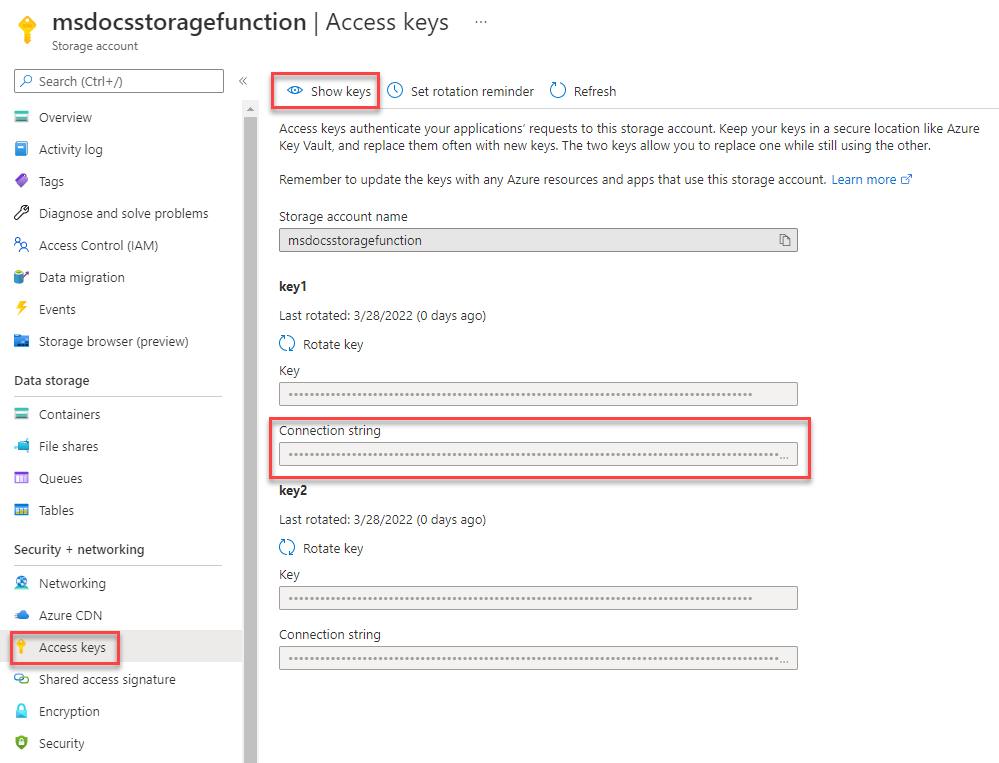 msdocsstoragefunction | Access keys ...
Storage account
Search (Ctrl+/)
«
Overview
Activity log
Tags
Diagnose and solve problems
Access Control (IAM)
Data migration
Events
Storage browser (preview)
Data storage
Containers
File shares
Queues
Tables
Security + networking
Networking
Azure CDN
Access keys
Shared access signature
Encryption
Security
Show keys
Set rotation reminder
Refresh
Access keys authenticate your applications’ requests to this storage account. Keep your keys in a secure location like Azure
Key Vault, and replace them often with new keys. The two keys allow you to replace one while still using the other.
Remember to update the keys with any Azure resources and apps that use this storage account. Learn more
Storage account name
msdocsstoragefunction
key1
Last rotated: 3/28/2022 (0 days ago)
Rotate key
Key
Connection string
key2
Last rotated: 3/28/2022 (0 days ago)
Rotate key
Key
Connection string